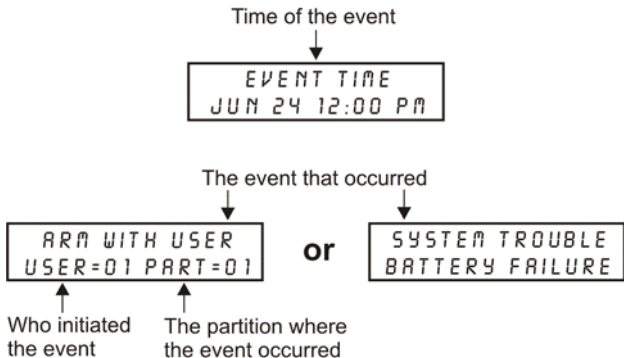 Time of the event
EVENT TIME
JUN 24 12:00 PM
The event that occurred
ARM WITH USER
USER=01 PART=01
or
SYSTEM TROUBLE
BATTERY FAILURE
Who initiated
the event
The partition where
the event occurred